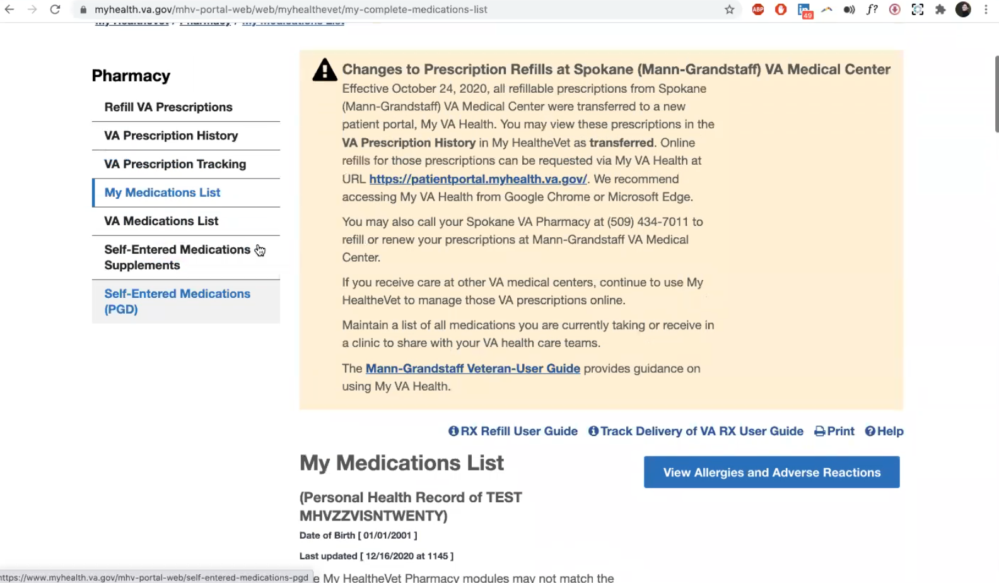 myhealth.va.gov/mhv-portal-web/web/myhealthevet/my-complete-medications-list
ABP
49
f?
My HealtheVet / Pharmacy / My Medications List
Pharmacy
Refill VA Prescriptions
VA Prescription History
VA Prescription Tracking
My Medications List
VA Medications List
Self-Entered Medications
Supplements
Self-Entered Medications
(PGD)
Changes to Prescription Refills at Spokane (Mann-Grandstaff) VA Medical Center
Effective October 24, 2020, all refillable prescriptions from Spokane
(Mann-Grandstaff) VA Medical Center were transferred to a new
patient portal, My VA Health. You may view these prescriptions in the
VA Prescription History in My HealtheVet as transferred. Online
refills for those prescriptions can be requested via My VA Health at
URL https://patientportal.myhealth.va.gov/. We recommend
accessing My VA Health from Google Chrome or Microsoft Edge.
You may also call your Spokane VA Pharmacy at (509) 434-7011 to
refill or renew your prescriptions at Mann-Grandstaff VA Medical
Center.
If you receive care at other VA medical centers, continue to use My
HealtheVet to manage those VA prescriptions online.
Maintain a list of all medications you are currently taking or receive in
a clinic to share with your VA health care teams.
The Mann-Grandstaff Veteran-User Guide provides guidance on
using My VA Health.
RX Refill User Guide Track Delivery of VA RX User Guide Print Help
My Medications List
View Allergies and Adverse Reactions
(Personal Health Record of TEST
MHVZZVISNTWENTY)
Date of Birth [ 01/01/2001 ]
Last updated [ 12/16/2020 at 1145 ]
My HealtheVet Pharmacy modules may not match the
https://www.myhealth.va.gov/mhv-portal-web/self-entered-medications-pgd